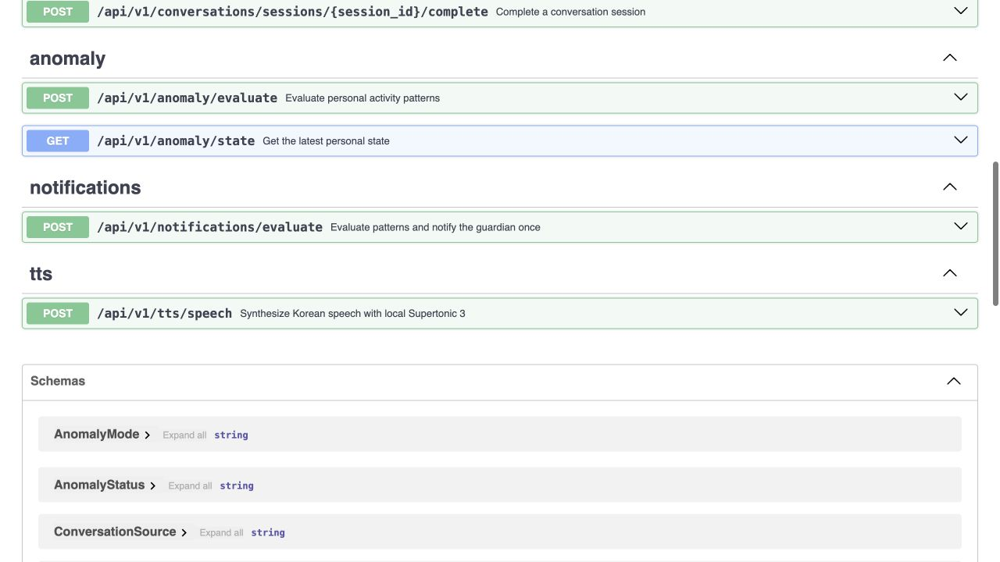 POST /api/v1/conversations/sessions/{session_id}/complete Complete a conversation session
anomaly
POST /api/v1/anomaly/evaluate Evaluate personal activity patterns
GET /api/v1/anomaly/state Get the latest personal state
notifications
POST /api/v1/notifications/evaluate Evaluate patterns and notify the guardian once
tts
POST /api/v1/tts/speech Synthesize Korean speech with local Supertonic 3
Schemas
AnomalyMode Expand all string
AnomalyStatus Expand all string
ConversationSource Expand all string